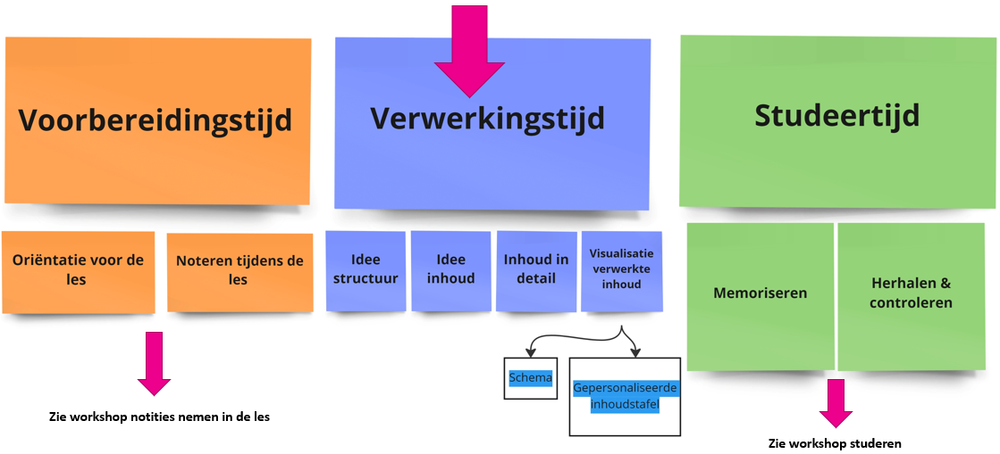 Voorbereidingstijd
Verwerkingstijd
Studeertijd
Oriëntatie voor de
les
Noteren tijdens de
les
Idee
structuur
Idee
inhoud
Inhoud in
detail
Visualisatie
verwerkte
inhoud
Memoriseren
Herhalen &
controleren
Schema
Gepersonaliseerde
inhoudstafel
Zie workshop notities nemen in de les
Zie workshop studeren